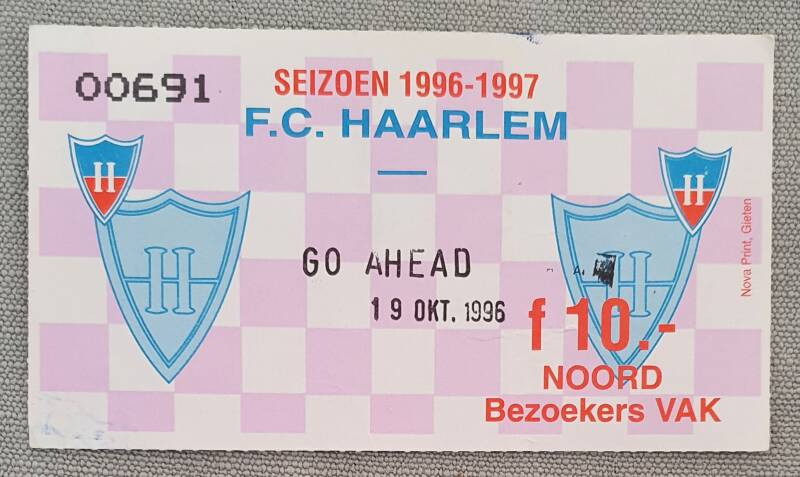 00691
SEIZOEN 1996-1997
F.C. HAARLEM
H
H
H
H
GO AHEAD
19 OKT. 1996
f 10.-
NOORD
Bezoekers VAK
Nova Print, Gieten